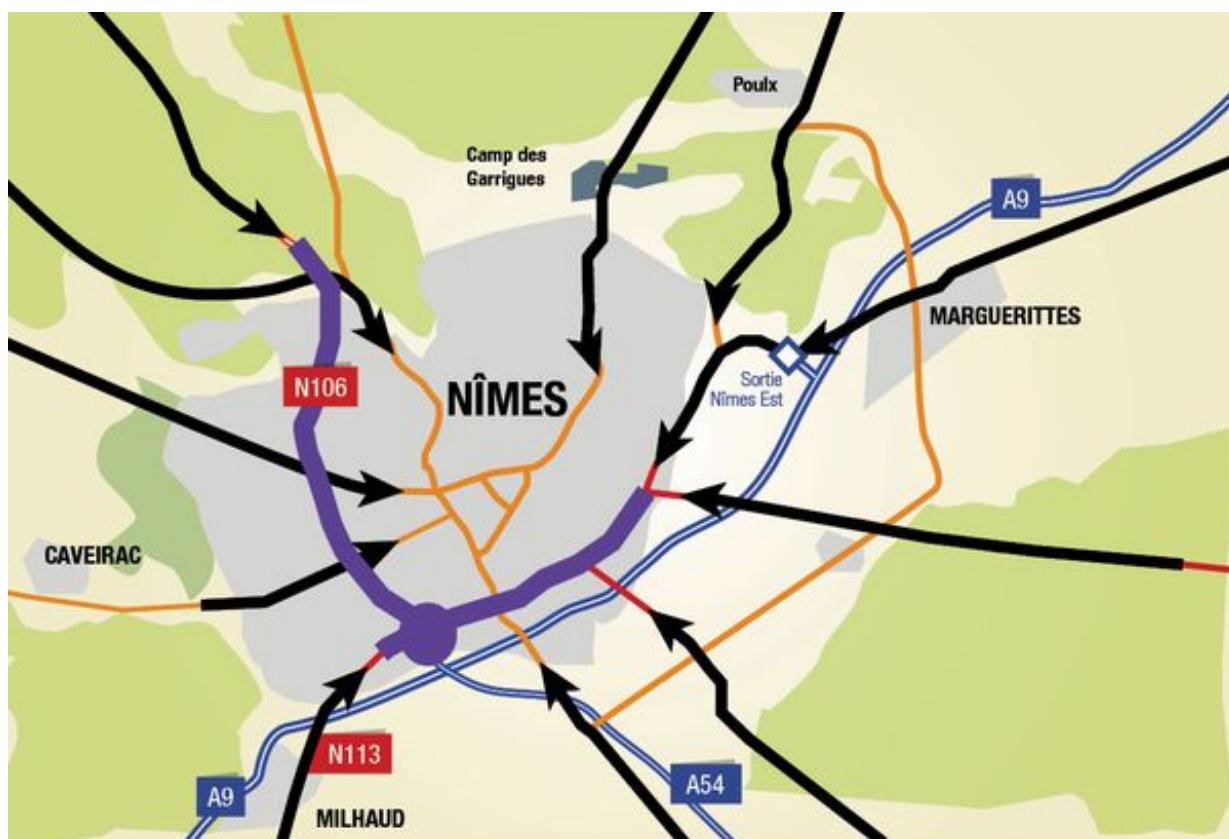 Poulx
Camp des
Garrigues
A9
MARGUERITTES
N106
NÎMES
Sortie
Nîmes Est
CAVEIRAC
N113
A9
A54
MILHAUD